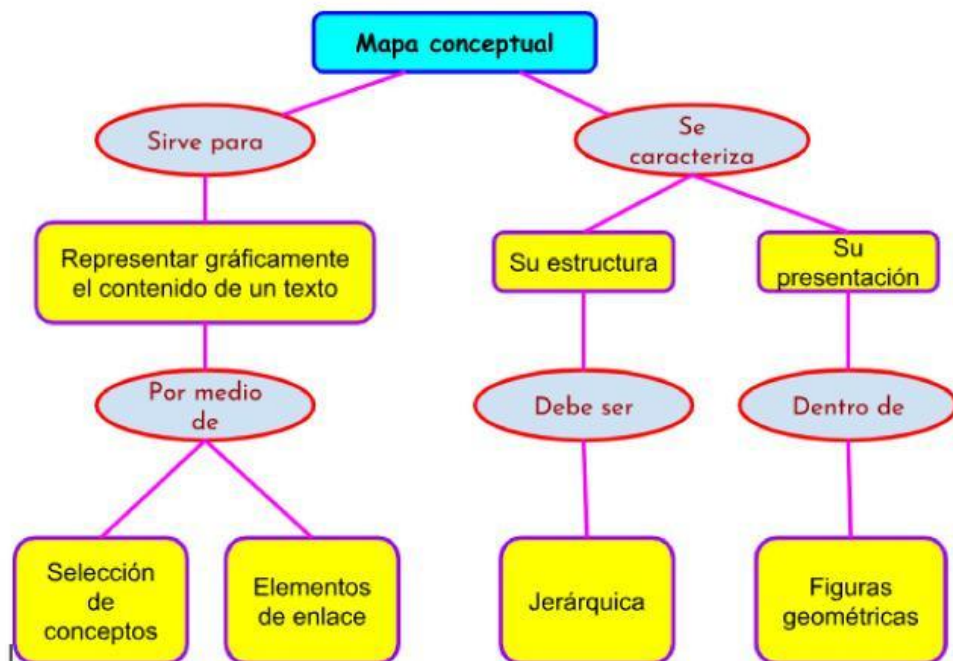 Mapa conceptual
Sirve para
Se
caracteriza
Representar gráficamente
el contenido de un texto
Su estructura
Su
presentación
Por medio
de
Debe ser
Dentro de
Selección
de
conceptos
Elementos
de enlace
Jerárquica
Figuras
geométricas